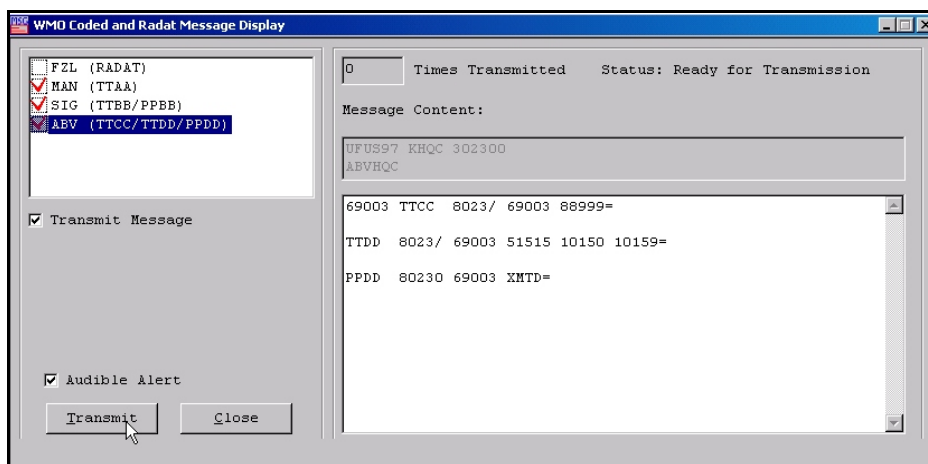 WMO Coded and Radat Message Display
FZL (RADAT)
MAN (TTAA)
SIG (TTBB/PPBB)
ABV (TTCC/TTDD/PPDD)
Transmit Message
Audible Alert
Transmit
Close
0 Times Transmitted Status: Ready for Transmission
Message Content:
UFUS97 KHQC 302300
ABVHQC
69003 TTCC 8023/ 69003 88999=
TTDD 8023/ 69003 51515 10150 10159=
PPDD 80230 69003 XMTD=